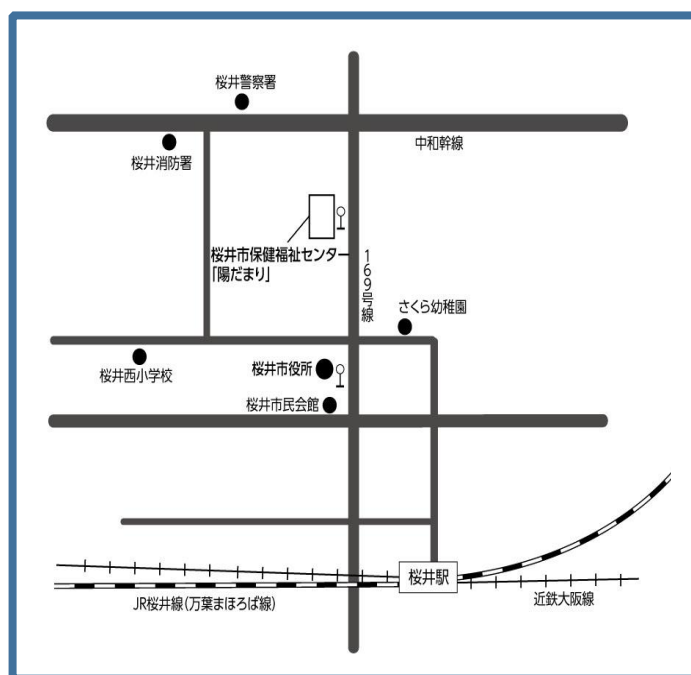 桜井警察署
中和幹線
桜井消防署
桜井市保健福祉センター
「陽だまり」
169号線
さくら幼稚園
桜井西小学校
桜井市役所
桜井市民会館
桜井駅
JR桜井線(万葉まほろば線)
近鉄大阪線